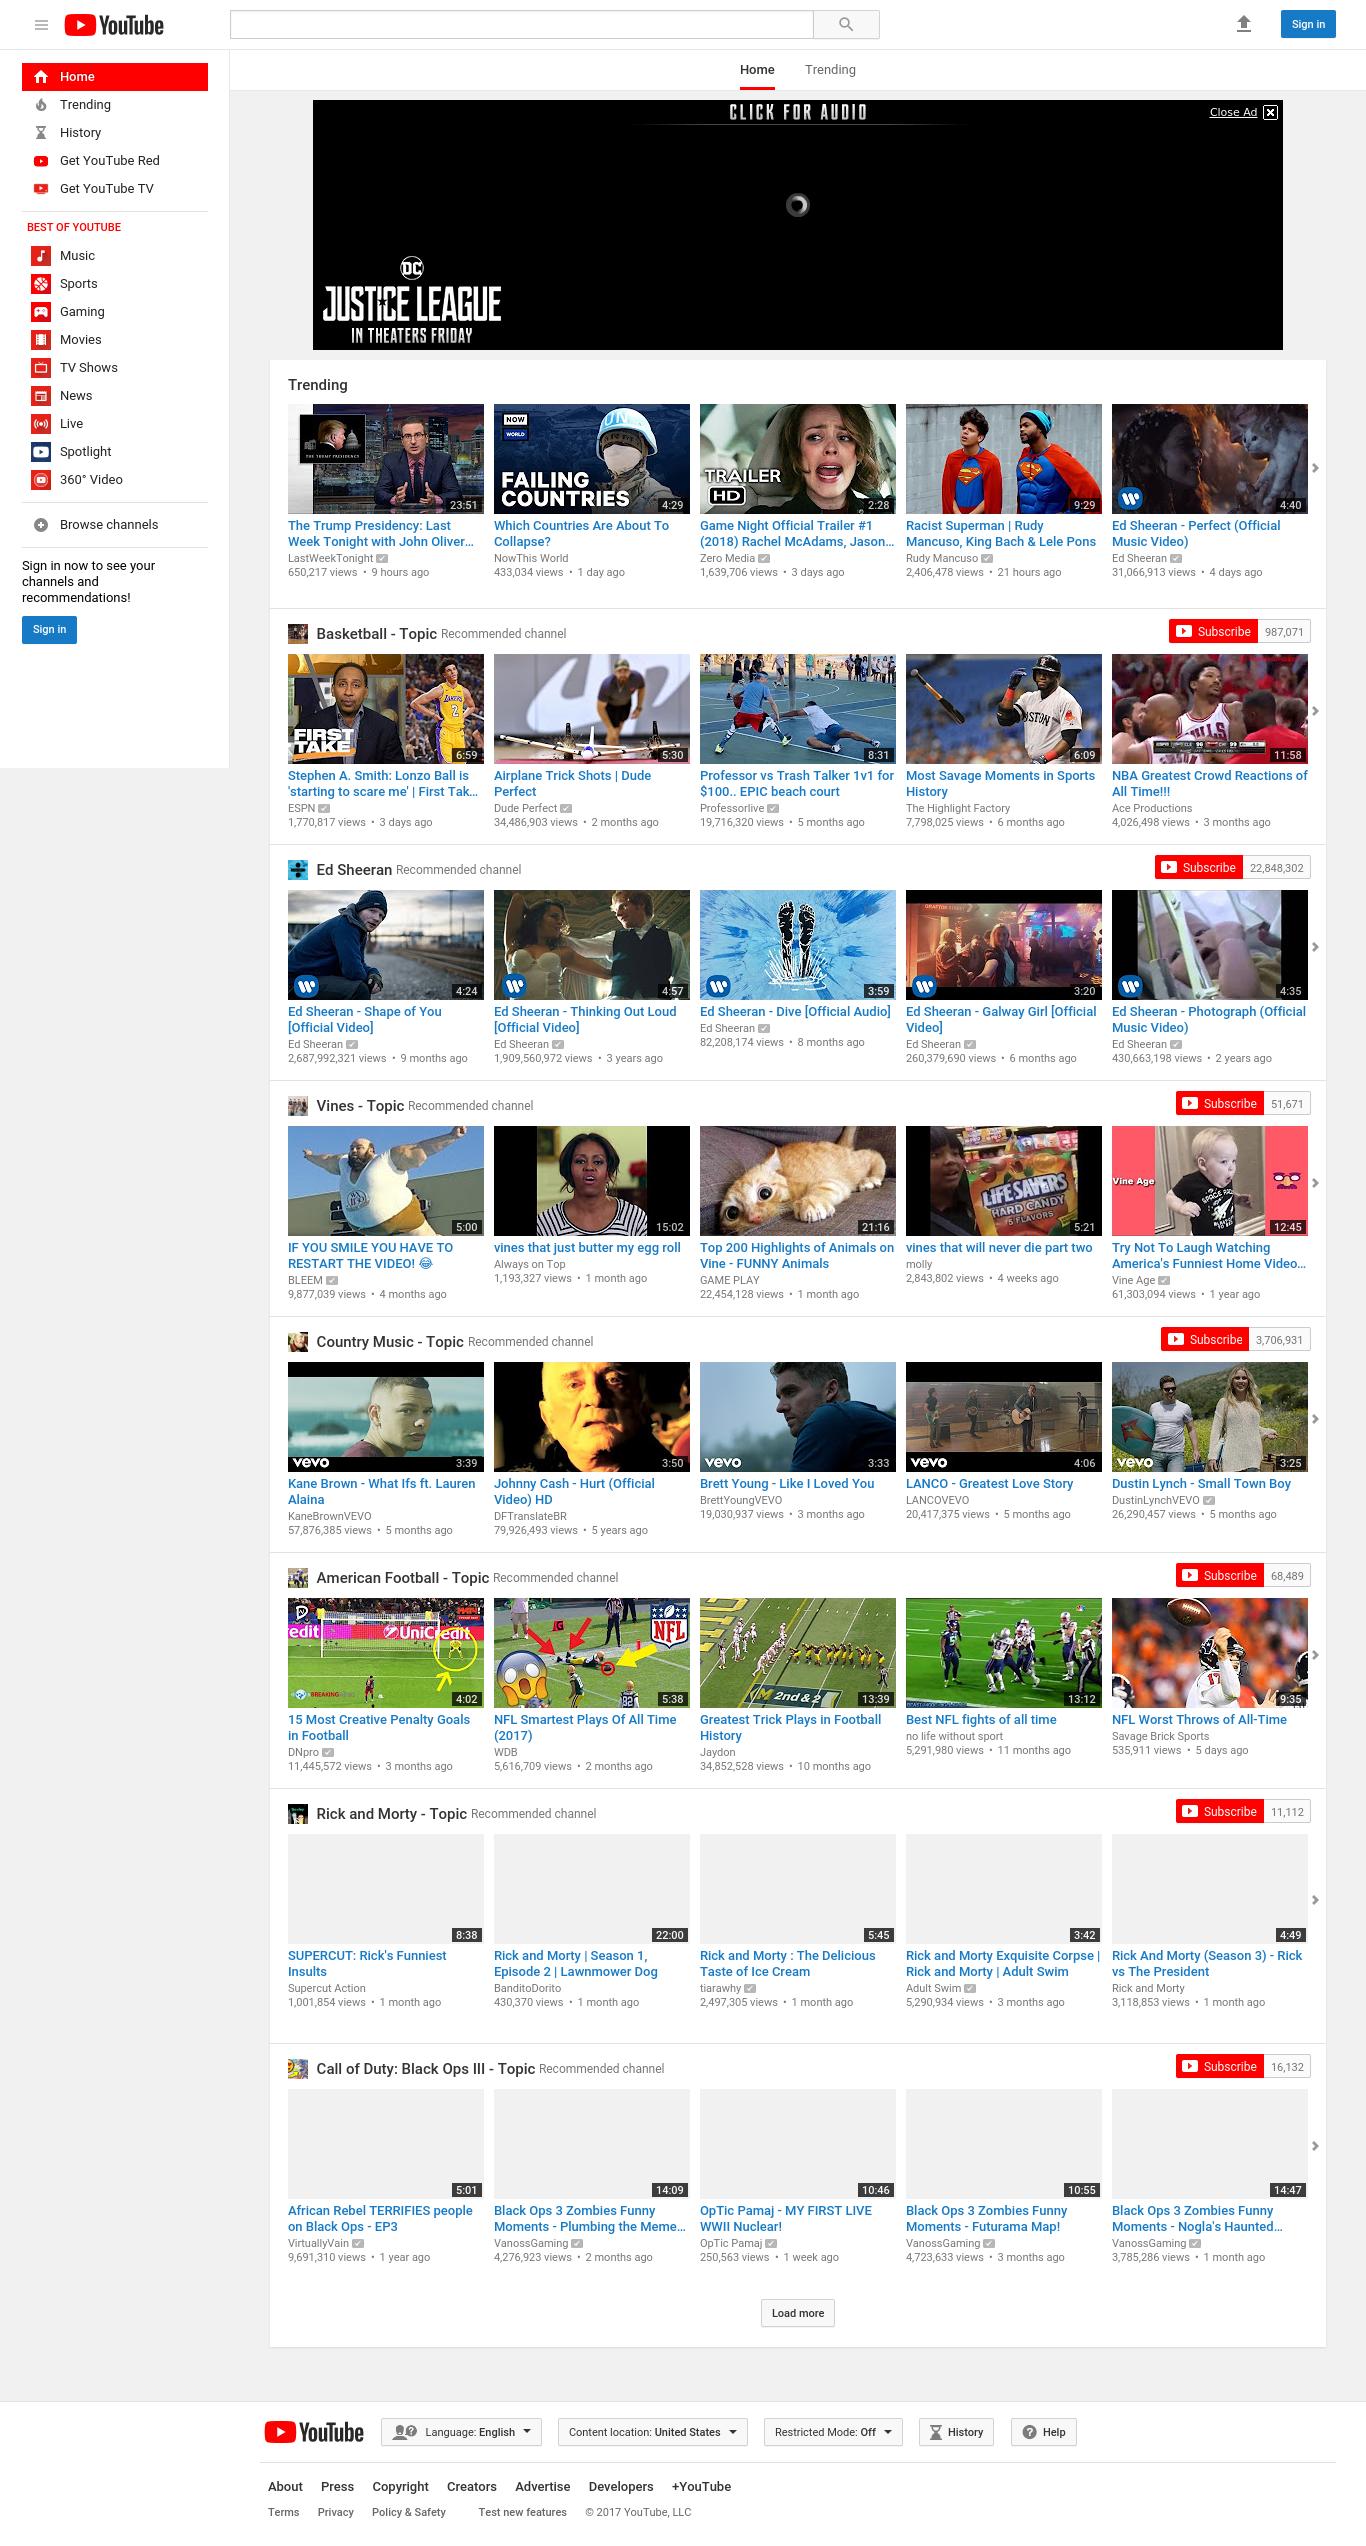 YouTube
Sign in
Home
Trending
History
Get YouTube Red
Get YouTube TV
BEST OF YOUTUBE
Music
Sports
Gaming
Movies
TV Shows
News
Live
Spotlight
360° Video
Browse channels
Sign in now to see your
channels and
recommendations!
Sign in
Home Trending
CLICK FOR AUDIO
Close Ad
DC
JUSTICE LEAGUE
IN THEATERS FRIDAY
Trending
THE TRUMP PRESIDENCY
23:51
NOW
WORLD
UN
FAILING
COUNTRIES
4:29
TRAILER
HD
2:28
9:29
4:40
The Trump Presidency: Last
Week Tonight with John Oliver...
LastWeekTonight
650,217 views • 9 hours ago
Which Countries Are About To
Collapse?
NowThis World
433,034 views • 1 day ago
Game Night Official Trailer #1
(2018) Rachel McAdams, Jason...
Zero Media
1,639,706 views • 3 days ago
Racist Superman | Rudy
Mancuso, King Bach & Lele Pons
Rudy Mancuso
2,406,478 views • 21 hours ago
Ed Sheeran - Perfect (Official
Music Video)
Ed Sheeran
31,066,913 views • 4 days ago
Basketball - Topic Recommended channel
Subscribe 987,071
FIRST
TAKE
LAKERS
2
6:59
5:30
8:31
BOSTON
6:09
BULLS
11:58
Stephen A. Smith: Lonzo Ball is
'starting to scare me' | First Tak...
ESPN
1,770,817 views • 3 days ago
Airplane Trick Shots | Dude
Perfect
Dude Perfect
34,486,903 views • 2 months ago
Professor vs Trash Talker 1v1 for
$100.. EPIC beach court
Professorlive
19,716,320 views • 5 months ago
Most Savage Moments in Sports
History
The Highlight Factory
7,798,025 views • 6 months ago
NBA Greatest Crowd Reactions of
All Time!!!
Ace Productions
4,026,498 views • 3 months ago
Ed Sheeran Recommended channel
Subscribe 22,848,302
4:24
4:57
3:59
3:20
4:35
Ed Sheeran - Shape of You
[Official Video]
Ed Sheeran
2,687,992,321 views • 9 months ago
Ed Sheeran - Thinking Out Loud
[Official Video]
Ed Sheeran
1,909,560,972 views • 3 years ago
Ed Sheeran - Dive [Official Audio]
Ed Sheeran
82,208,174 views • 8 months ago
Ed Sheeran - Galway Girl [Official
Video]
Ed Sheeran
260,379,690 views • 6 months ago
Ed Sheeran - Photograph (Official
Music Video)
Ed Sheeran
430,663,198 views • 2 years ago
Vines - Topic Recommended channel
Subscribe 51,671
5:00
15:02
21:16
LIFE SAVERS
HARD CANDY
5 FLAVORS
5:21
Vine Age
12:45
IF YOU SMILE YOU HAVE TO
RESTART THE VIDEO! 😂
BLEEM
9,877,039 views • 4 months ago
vines that just butter my egg roll
Always on Top
1,193,327 views • 1 month ago
Top 200 Highlights of Animals on
Vine - FUNNY Animals
GAME PLAY
22,454,128 views • 1 month ago
vines that will never die part two
molly
2,843,802 views • 4 weeks ago
Try Not To Laugh Watching
America's Funniest Home Video...
Vine Age
61,303,094 views • 1 year ago
Country Music - Topic Recommended channel
Subscribe 3,706,931
vevo
3:39
3:50
vevo
3:33
vevo
4:06
vevo
3:25
Kane Brown - What Ifs ft. Lauren
Alaina
KaneBrownVEVO
57,876,385 views • 5 months ago
Johnny Cash - Hurt (Official
Video) HD
DFTranslateBR
79,926,493 views • 5 years ago
Brett Young - Like I Loved You
BrettYoungVEVO
19,030,937 views • 3 months ago
LANCO - Greatest Love Story
LANCOVEVO
20,417,375 views • 5 months ago
Dustin Lynch - Small Town Boy
DustinLynchVEVO
26,290,457 views • 5 months ago
American Football - Topic Recommended channel
Subscribe 68,489
edit
UniCredit
4:02
NFL
5:38
2nd & 2
13:39
13:12
9:35
15 Most Creative Penalty Goals
in Football
DNpro
11,445,572 views • 3 months ago
NFL Smartest Plays Of All Time
(2017)
WDB
5,616,709 views • 2 months ago
Greatest Trick Plays in Football
History
Jaydon
34,852,528 views • 10 months ago
Best NFL fights of all time
no life without sport
5,291,980 views • 11 months ago
NFL Worst Throws of All-Time
Savage Brick Sports
535,911 views • 5 days ago
Rick and Morty - Topic Recommended channel
Subscribe 11,112
8:38
22:00
5:45
3:42
4:49
SUPERCUT: Rick's Funniest
Insults
Supercut Action
1,001,854 views • 1 month ago
Rick and Morty | Season 1,
Episode 2 | Lawnmower Dog
BanditoDorito
430,370 views • 1 month ago
Rick and Morty : The Delicious
Taste of Ice Cream
tiarawhy
2,497,305 views • 1 month ago
Rick and Morty Exquisite Corpse |
Rick and Morty | Adult Swim
Adult Swim
5,290,934 views • 3 months ago
Rick And Morty (Season 3) - Rick
vs The President
Rick and Morty
3,118,853 views • 1 month ago
Call of Duty: Black Ops III - Topic Recommended channel
Subscribe 16,132
5:01
14:09
10:46
10:55
14:47
African Rebel TERRIFIES people
on Black Ops - EP3
VirtuallyVain
9,691,310 views • 1 year ago
Black Ops 3 Zombies Funny
Moments - Plumbing the Meme...
VanossGaming
4,276,923 views • 2 months ago
OpTic Pamaj - MY FIRST LIVE
WWII Nuclear!
OpTic Pamaj
250,563 views • 1 week ago
Black Ops 3 Zombies Funny
Moments - Futurama Map!
VanossGaming
4,723,633 views • 3 months ago
Black Ops 3 Zombies Funny
Moments - Nogla's Haunted...
VanossGaming
3,785,286 views • 1 month ago
Load more
YouTube
Language: English
Content location: United States
Restricted Mode: Off
History
Help
About Press Copyright Creators Advertise Developers +YouTube
Terms Privacy Policy & Safety Test new features © 2017 YouTube, LLC